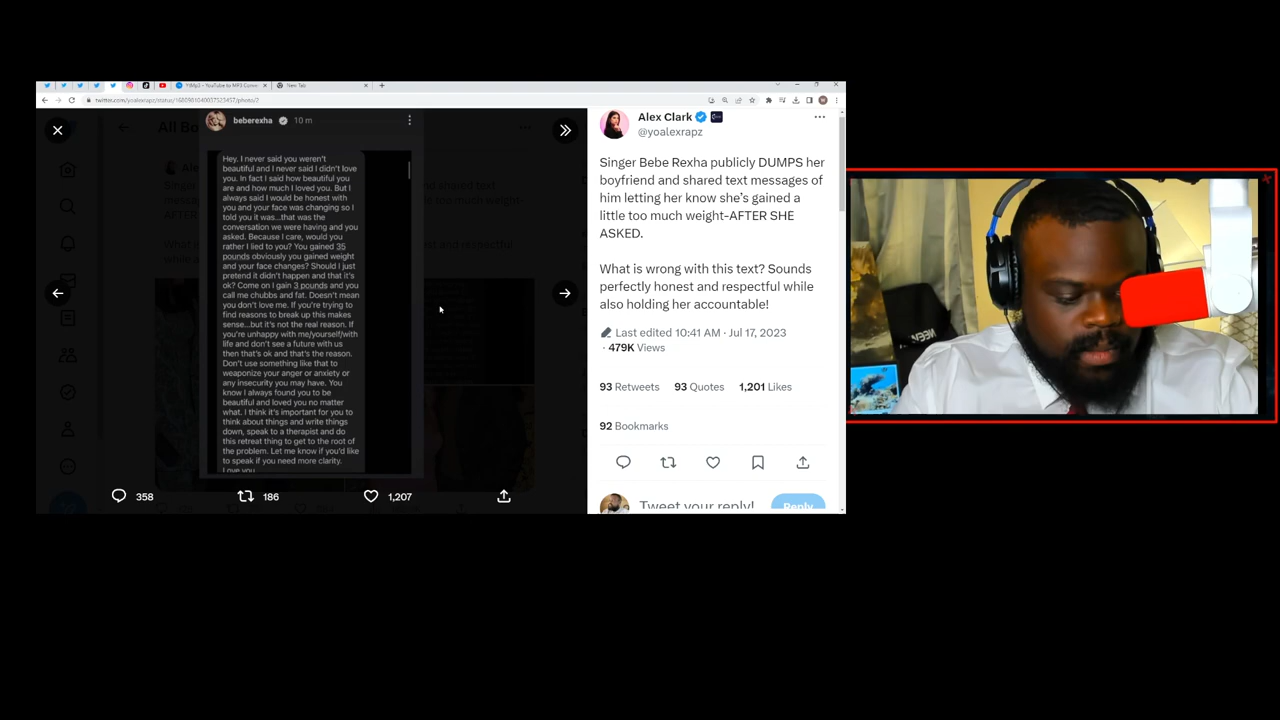 YtMp3 - YouTube to MP3 Conve
New Tab
beberexha 10 m
Hey. I never said you weren't
beautiful and I never said I didn't love
you. In fact I said how beautiful you
are and how much I loved you. But I
always said I would be honest with
you and your face was changing so I
told you it was...that was the
conversation we were having and you
asked. Because I care, would you
rather I lied to you? You gained 35
pounds obviously you gained weight
and your face changes? Should I just
pretend it didn't happen and that it's
ok? Come on I gain 3 pounds and you
call me chubbs and fat. Doesn't mean
you don't love me. If you're trying to
find reasons to break up this makes
sense...but it's not the real reason. If
you're unhappy with me/yourself/with
life and don't see a future with us
then that's ok and that's the reason.
Don't use something like that to
weaponize your anger or anxiety or
any insecurity you may have. You
know I always found you to be
beautiful and loved you no matter
what. I think it's important for you to
think about things and write things
down, speak to a therapist and do
this retreat thing to get to the root of
the problem. Let me know if you'd like
to speak if you need more clarity.
Love you
358
186
1,207
Alex Clark
@yoalexrapz
Singer Bebe Rexha publicly DUMPS her
boyfriend and shared text messages of
him letting her know she's gained a
little too much weight-AFTER SHE
ASKED.
What is wrong with this text? Sounds
perfectly honest and respectful while
also holding her accountable!
Last edited 10:41 AM · Jul 17, 2023
· 479K Views
93 Retweets 93 Quotes 1,201 Likes
92 Bookmarks
Tweet your reply!
Reply